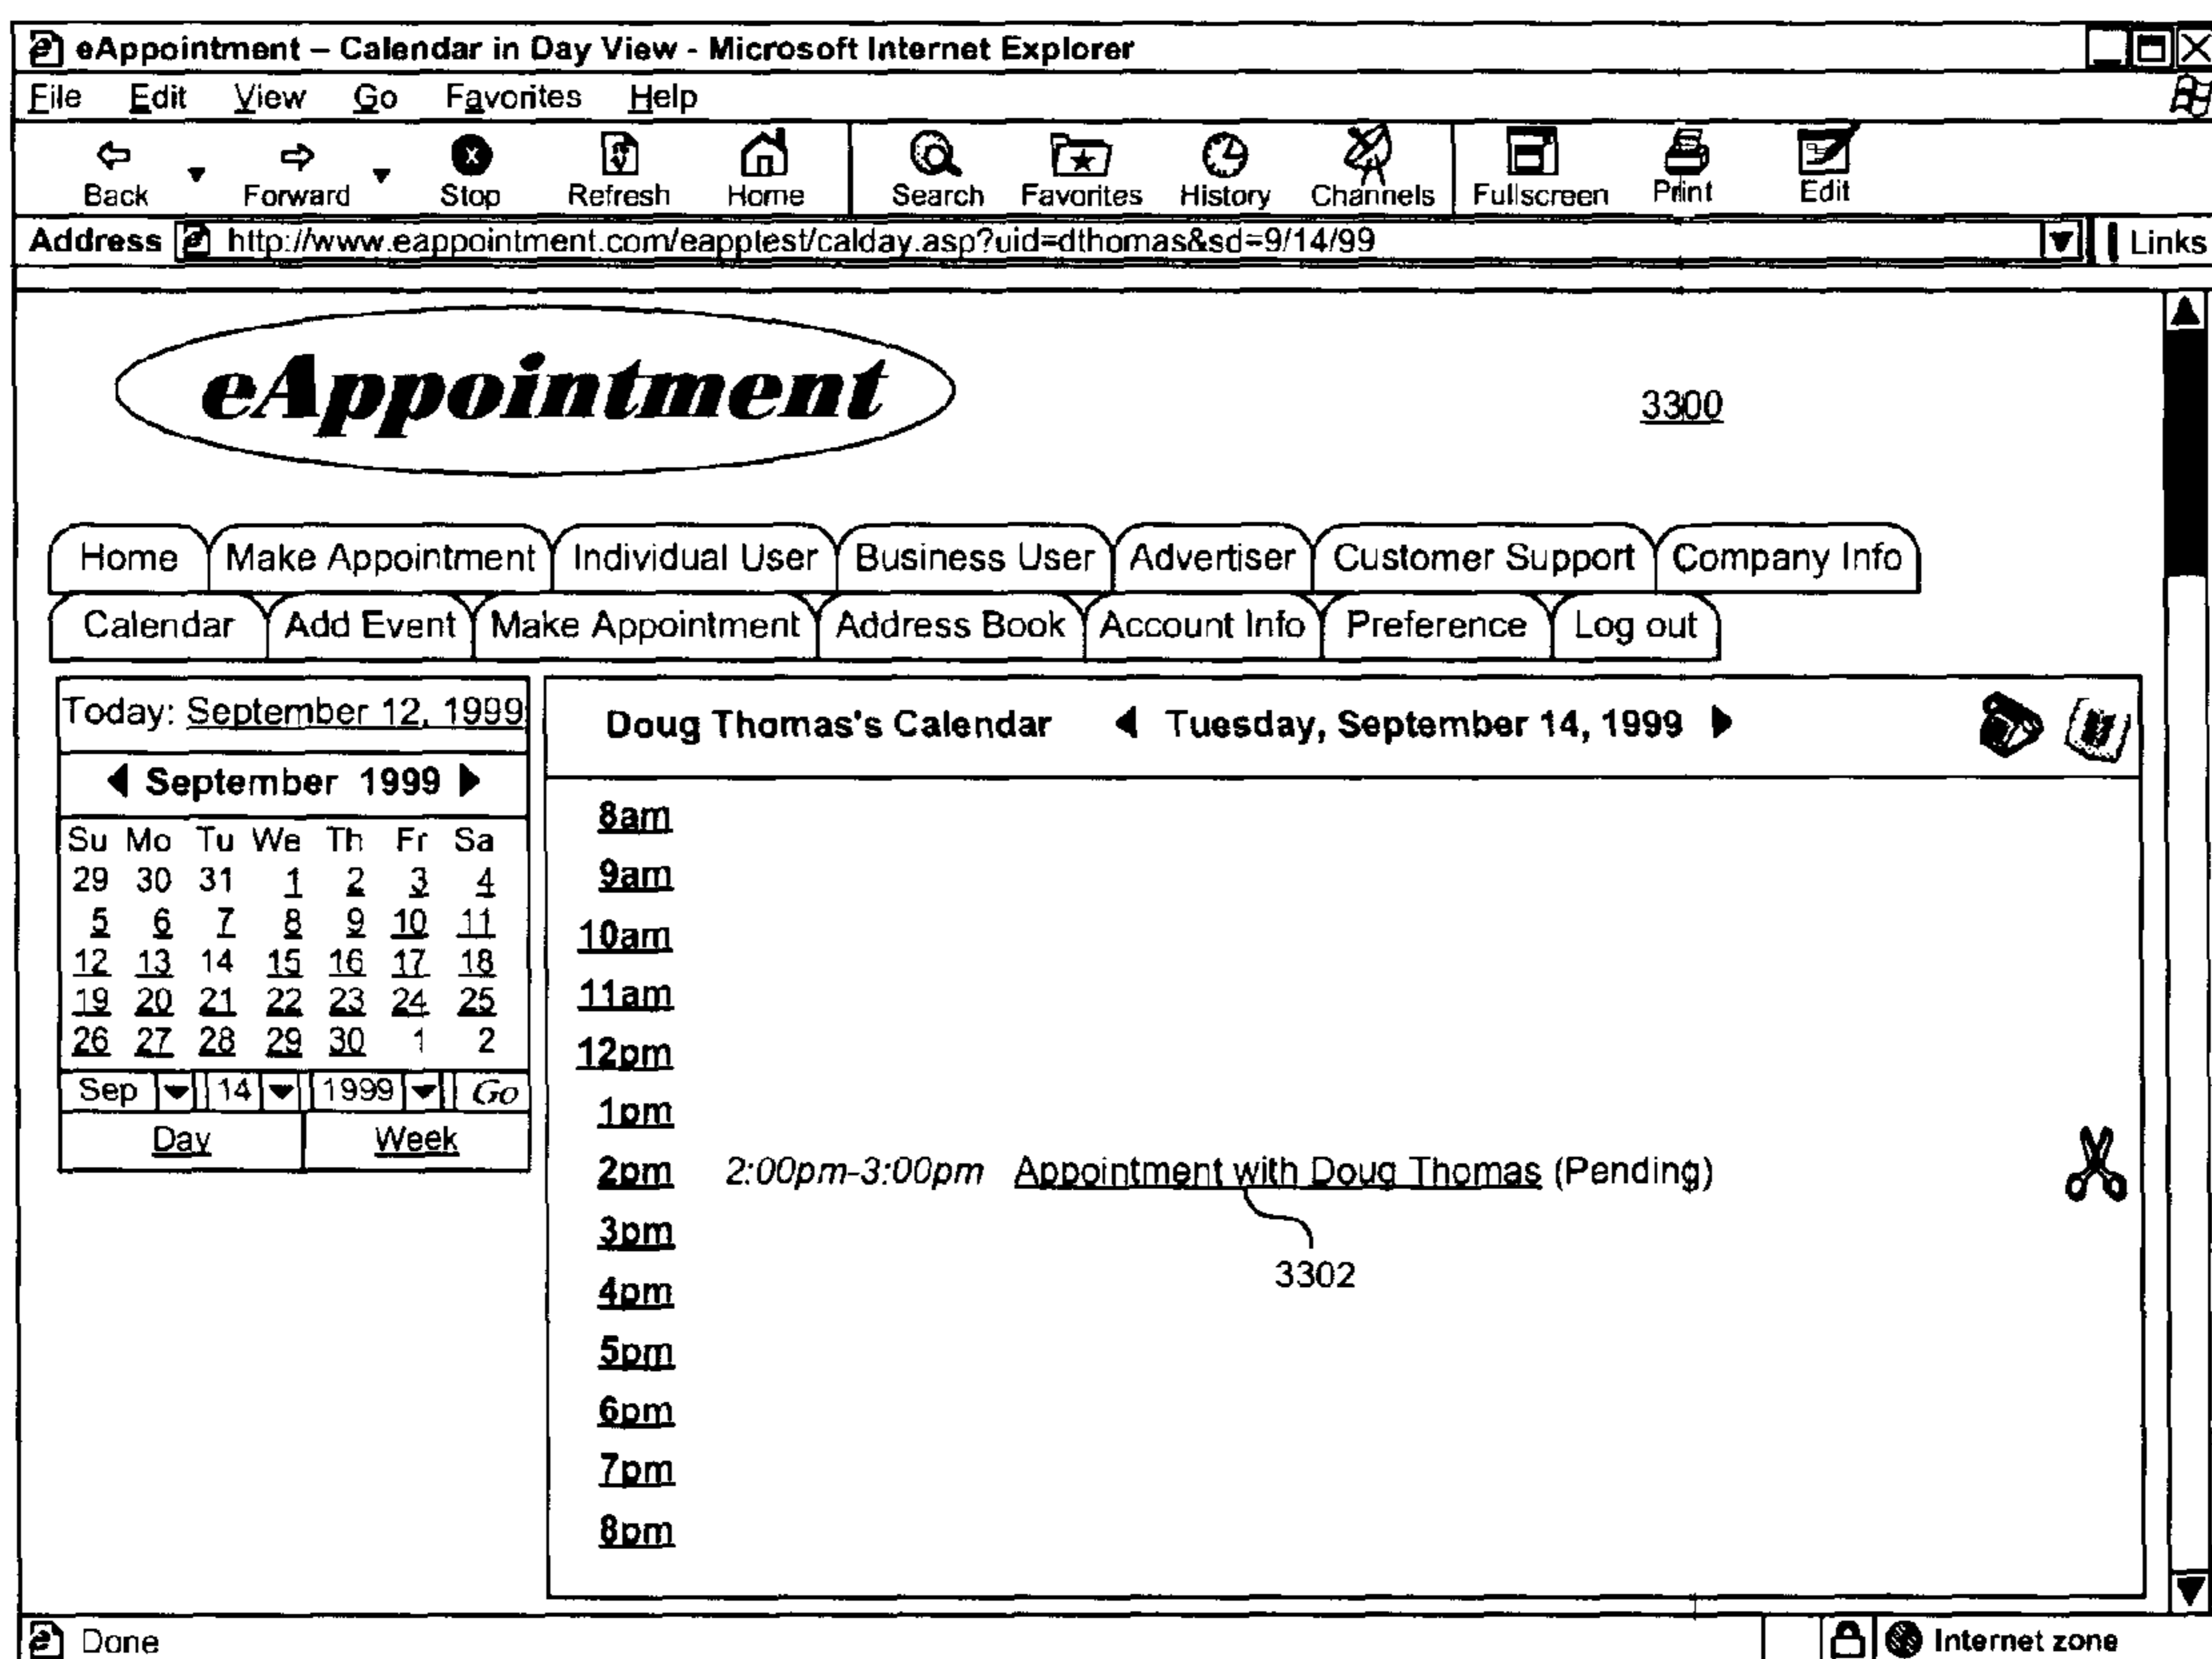 eAppointment – Calendar in Day View - Microsoft Internet Explorer
File Edit View Go Favorites Help
Back Forward Stop Refresh Home Search Favorites History Channels Fullscreen Print Edit
Address http://www.eappointment.com/eapptest/calday.asp?uid=dthomas&sd=9/14/99 Links
eAppointment
3300
Home Make Appointment Individual User Business User Advertiser Customer Support Company Info
Calendar Add Event Make Appointment Address Book Account Info Preference Log out
Today: September 12, 1999
September 1999
Su Mo Tu We Th Fr Sa
29 30 31 1 2 3 4
5 6 7 8 9 10 11
12 13 14 15 16 17 18
19 20 21 22 23 24 25
26 27 28 29 30 1 2
Sep 14 1999 Go
Day Week
Doug Thomas's Calendar Tuesday, September 14, 1999
8am
9am
10am
11am
12pm
1pm
2pm 2:00pm-3:00pm Appointment with Doug Thomas (Pending)
3pm
3302
4pm
5pm
6pm
7pm
8pm
Done Internet zone